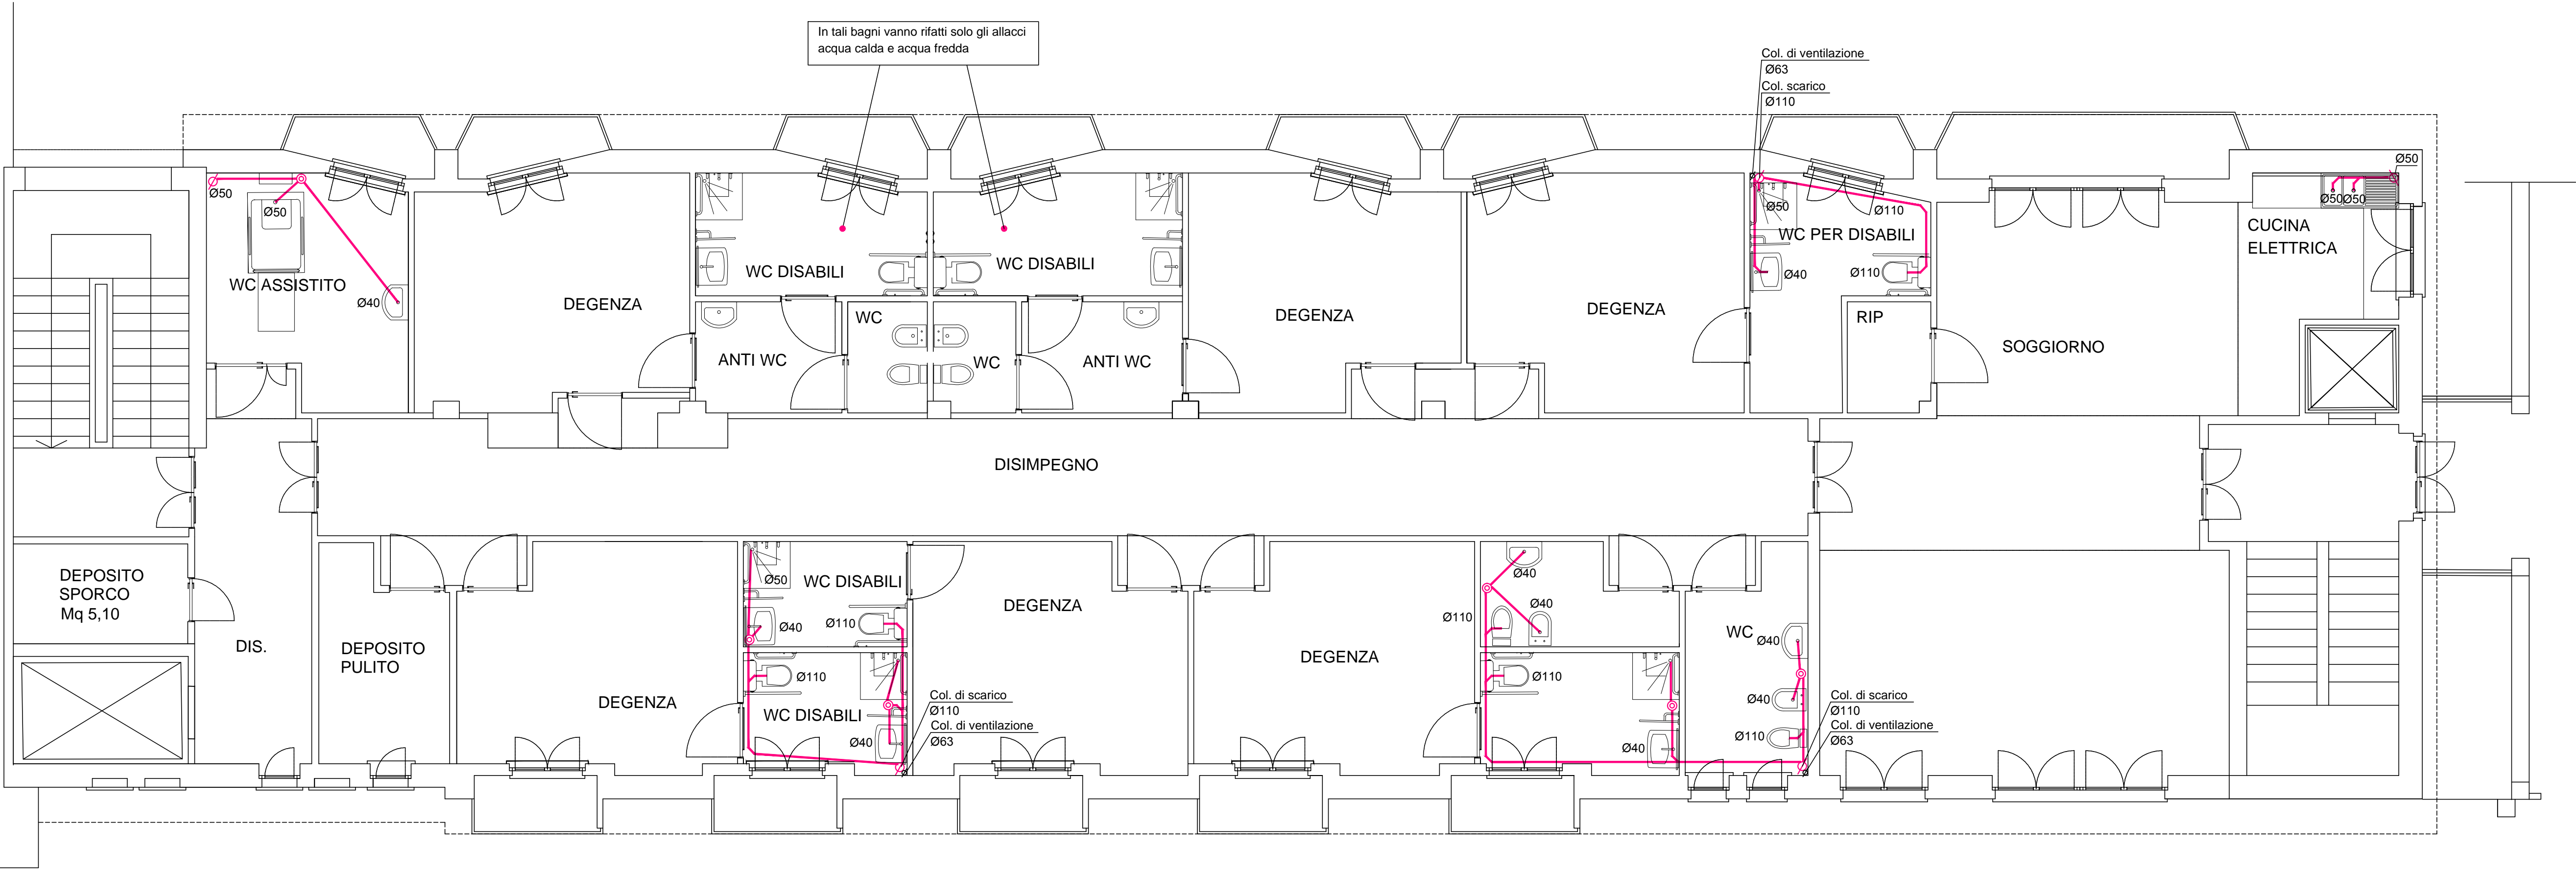 In tali bagni vanno rifatti solo gli allacci
acqua calda e acqua fredda
Col. di ventilazione
Ø63
Col. scarico
Ø110
Ø50
Ø50
WC ASSISTITO
Ø40
DEGENZA
WC DISABILI
ANTI WC
WC
WC DISABILI
WC
ANTI WC
DEGENZA
DEGENZA
Ø50
Ø110
WC PER DISABILI
Ø40
Ø110
RIP
SOGGIORNO
Ø50
Ø50
Ø50
CUCINA
ELETTRICA
DISIMPEGNO
DEPOSITO
SPORCO
Mq 5,10
DIS.
DEPOSITO
PULITO
DEGENZA
Ø50
WC DISABILI
Ø40
Ø110
Ø110
WC DISABILI
Ø40
Col. di scarico
Ø110
Col. di ventilazione
Ø63
DEGENZA
DEGENZA
Ø40
Ø40
Ø110
Ø110
Ø40
WC
Ø40
Ø40
Ø110
Col. di scarico
Ø110
Col. di ventilazione
Ø63